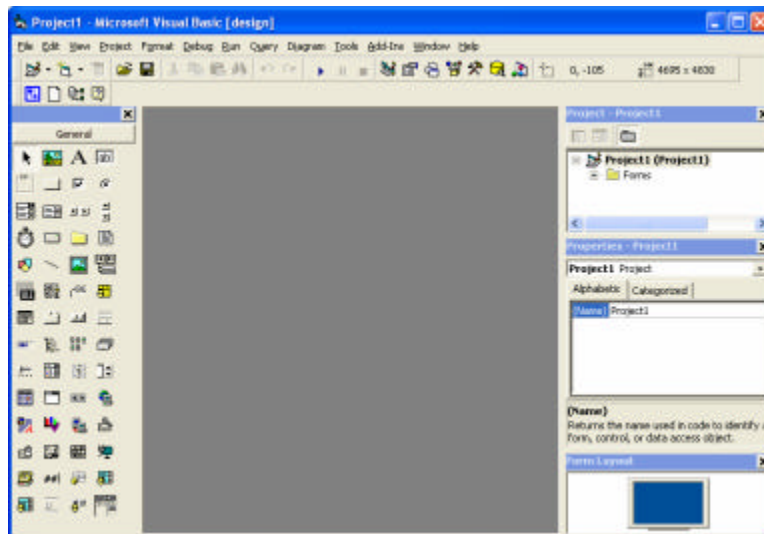 Project1 - Microsoft Visual Basic [design]
File Edit View Project Format Debug Run Query Diagram Tools Add-Ins Window Help
0, -105 4695 x 4830
General
Project - Project1
Project1 (Project1)
Forms
Properties - Project1
Project1 Project
Alphabetic Categorized
(Name) Project1
(Name)
Returns the name used in code to identify a
form, control, or data access object.
Form Layout